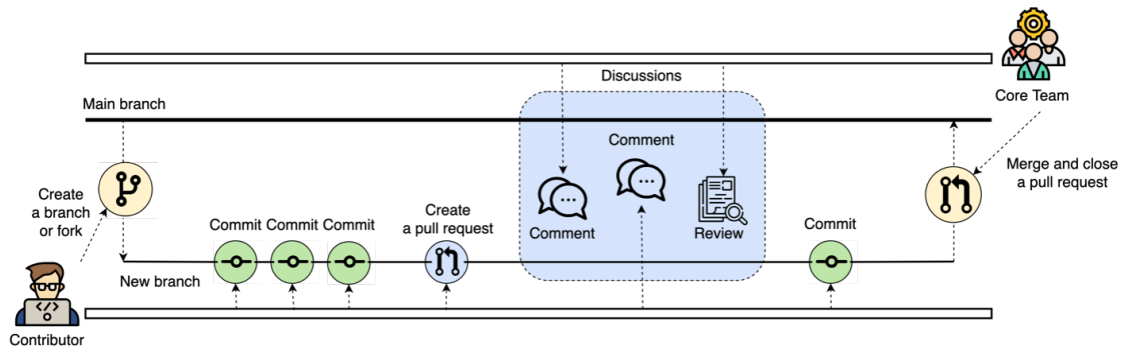 Discussions
Core Team
Main branch
Comment
Merge and close
a pull request
Create
a branch
or fork
Commit Commit Commit
Create
a pull request
Comment
Review
Commit
New branch
Contributor